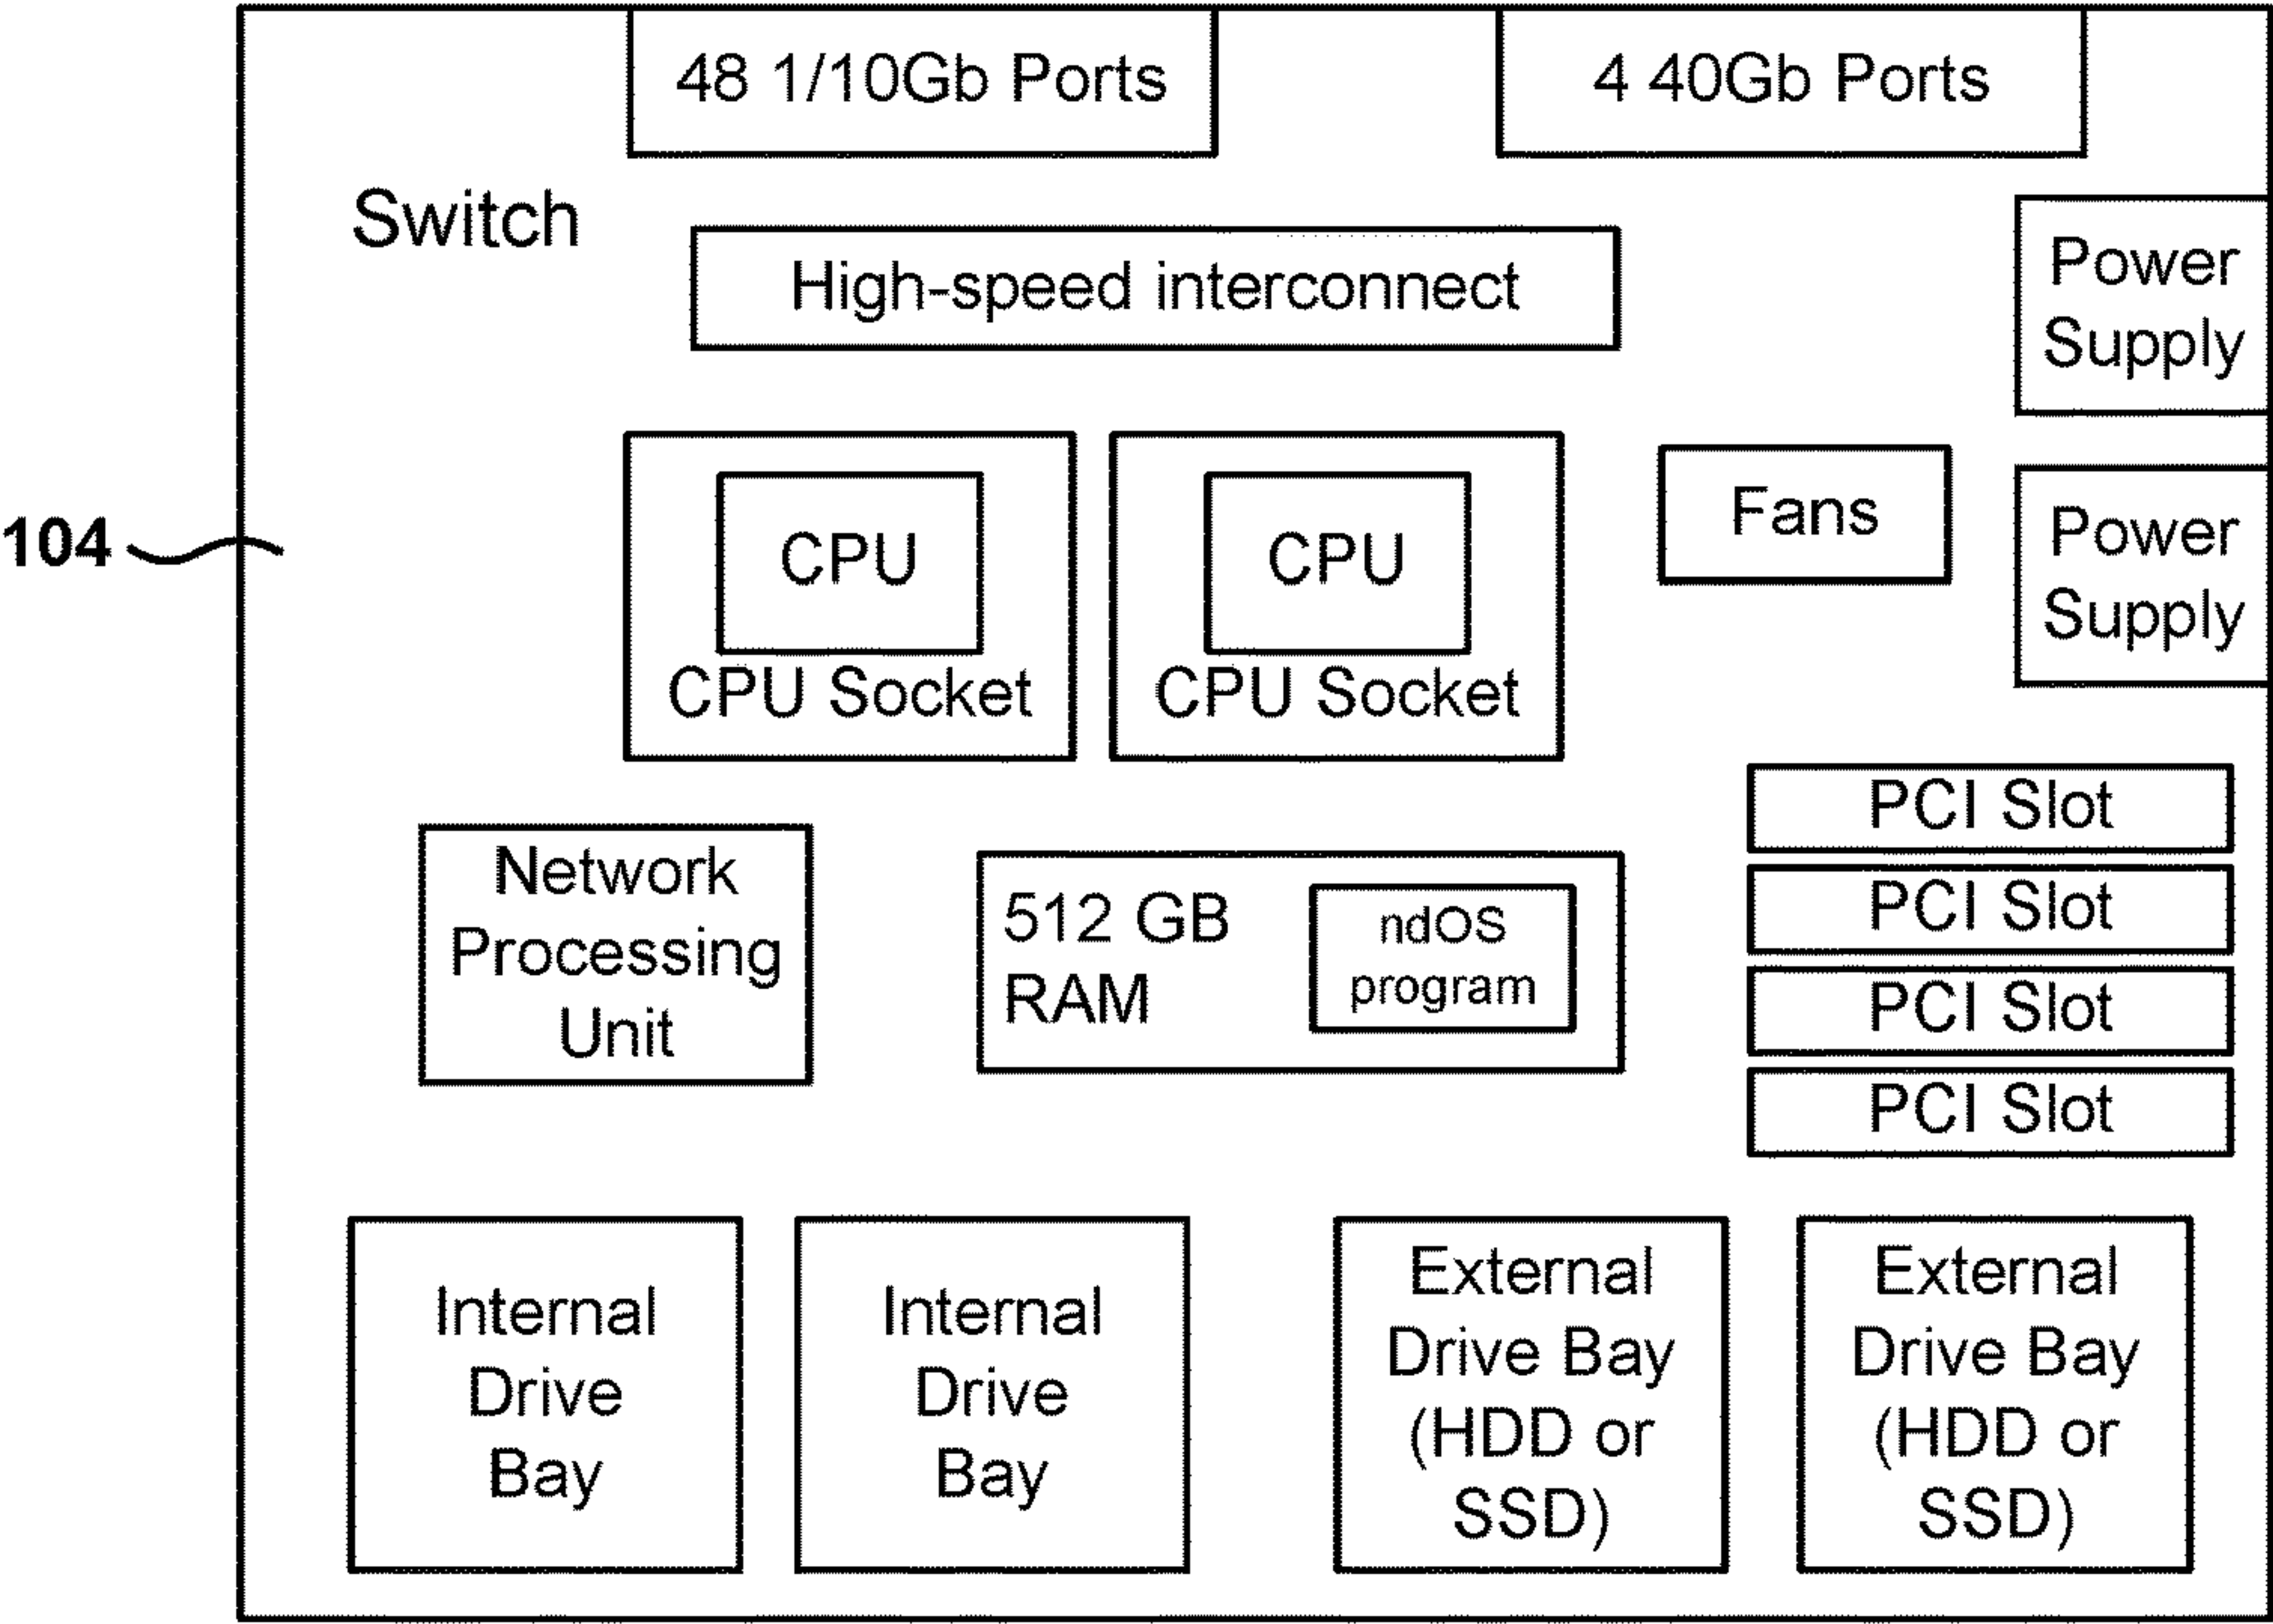 48 1/10Gb Ports
4 40Gb Ports
Switch
High-speed interconnect
Power
Supply
CPU
CPU Socket
CPU
CPU Socket
Fans
Power
Supply
104
Network
Processing
Unit
512 GB
RAM
ndOS
program
PCI Slot
PCI Slot
PCI Slot
PCI Slot
Internal
Drive
Bay
Internal
Drive
Bay
External
Drive Bay
(HDD or
SSD)
External
Drive Bay
(HDD or
SSD)